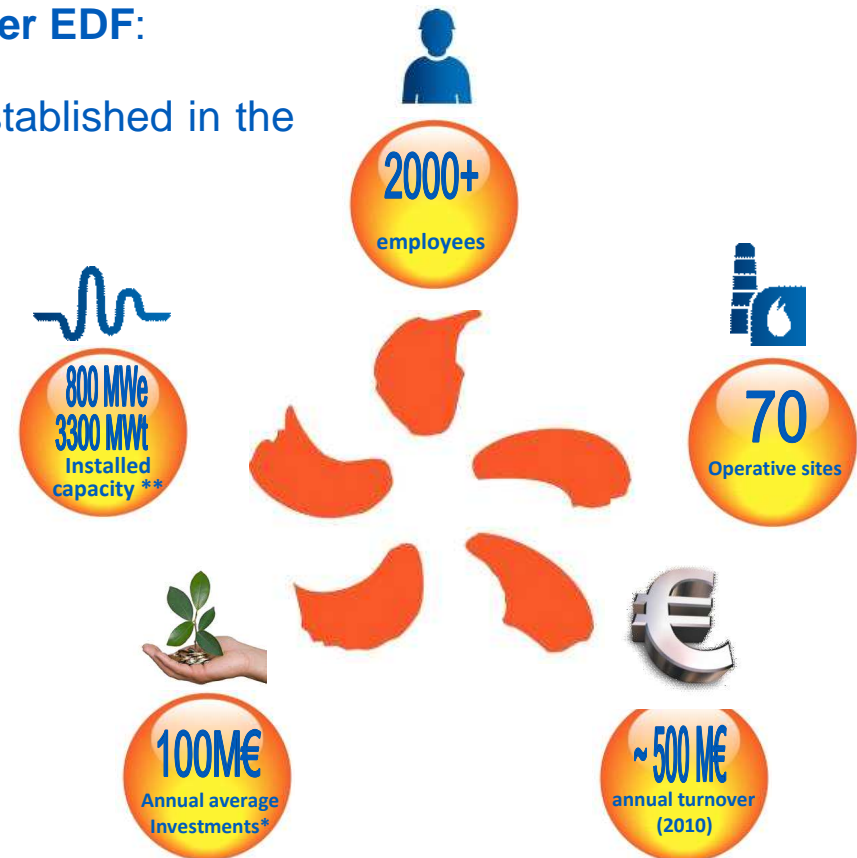 er EDF:
stablished in the
2000+
employees
800 MWe
3300 MWt
Installed
capacity **
70
Operative sites
100M€
Annual average
Investments*
~ 500 M€
annual turnover
(2010)